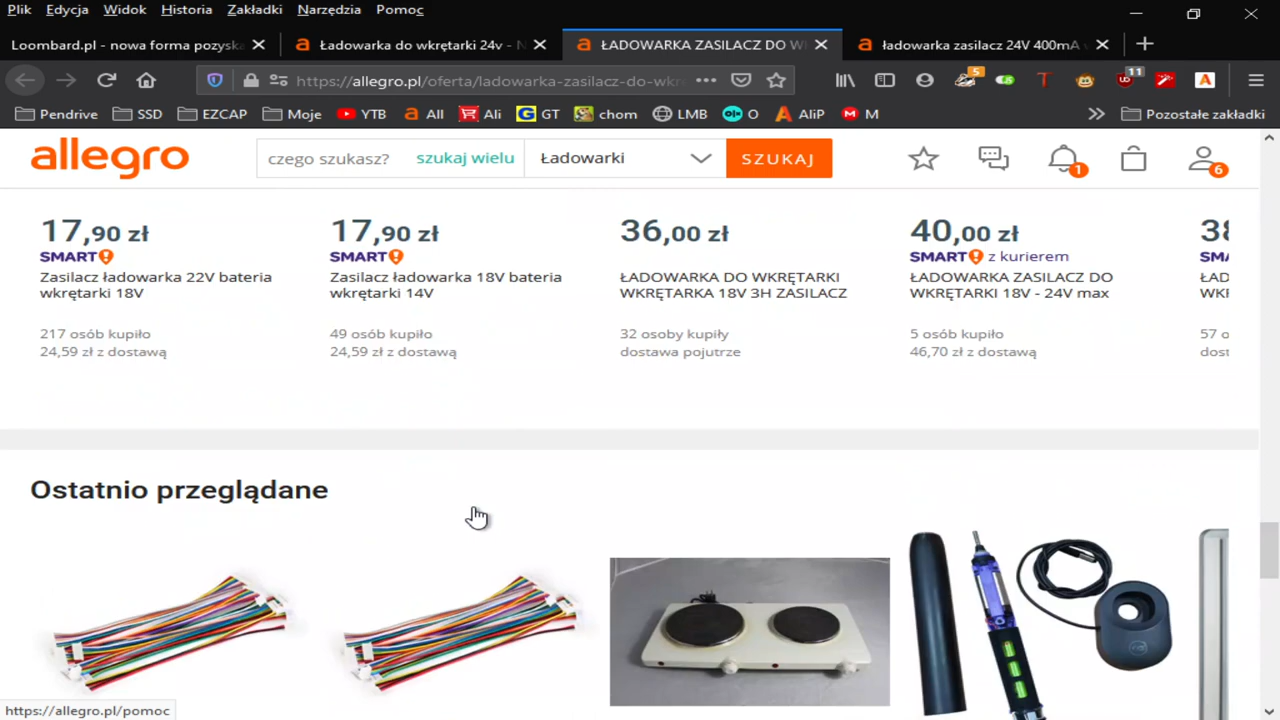 Plik Edycja Widok Historia Zakładki Narzędzia Pomoc
Loombard.pl - nowa forma pozysk
Ładowarka do wkrętarki 24v - N
ŁADOWARKA ZASILACZ DO W
ładowarka zasilacz 24V 400mA
https://allegro.pl/oferta/ladowarka-zasilacz-do-wkr
5
11
Pendrive SSD EZCAP Moje YTB All Ali GT chom LMB O AliP M Pozostałe zakładki
allegro
czego szukasz? szukaj wielu Ładowarki SZUKAJ
1
6
17,90 zł
SMART!
Zasilacz ładowarka 22V bateria
wkrętarki 18V
217 osób kupiło
24,59 zł z dostawą
17,90 zł
SMART!
Zasilacz ładowarka 18V bateria
wkrętarki 14V
49 osób kupiło
24,59 zł z dostawą
36,00 zł
ŁADOWARKA DO WKRĘTARKI
WKRĘTARKA 18V 3H ZASILACZ
32 osoby kupiły
dostawa pojutrze
40,00 zł
SMART! z kurierem
ŁADOWARKA ZASILACZ DO
WKRĘTARKI 18V - 24V max
5 osób kupiło
46,70 zł z dostawą
Ostatnio przeglądane
https://allegro.pl/pomoc